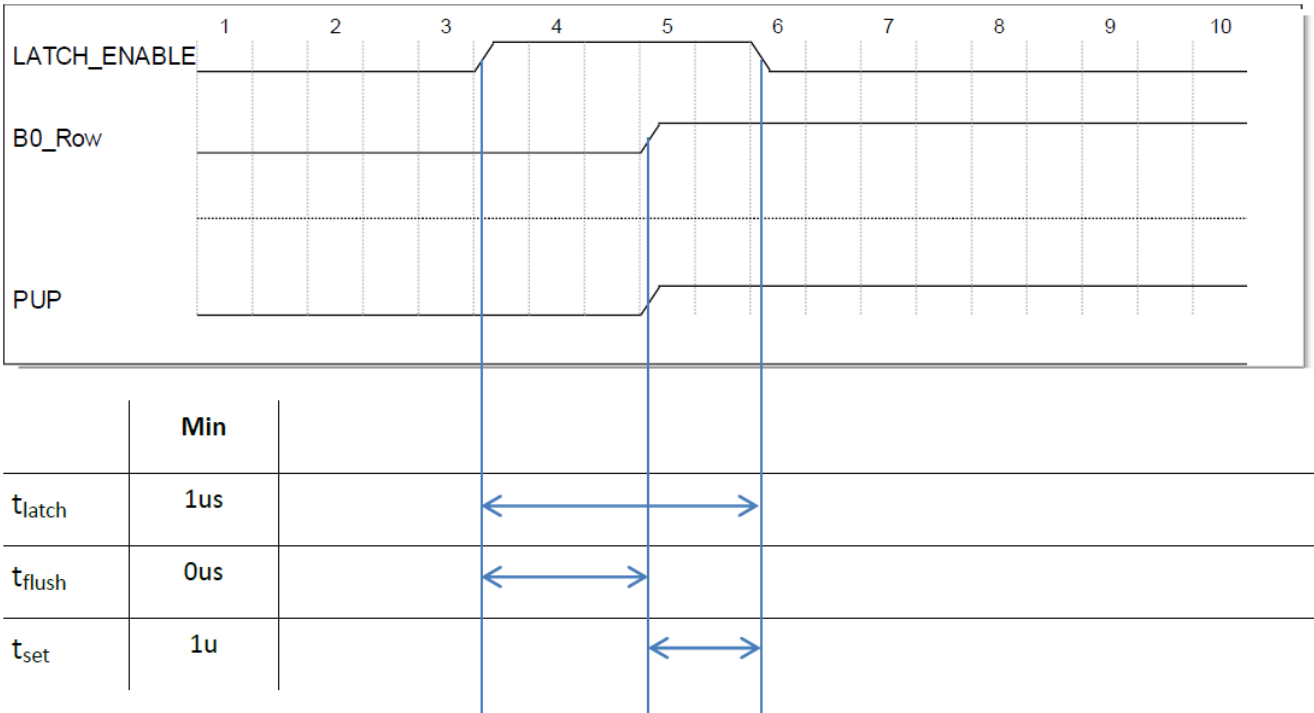 1 2 3 4 5 6 7 8 9 10
LATCH_ENABLE
B0_Row
PUP
Min
tlatch 1us
tflush 0us
tset 1u